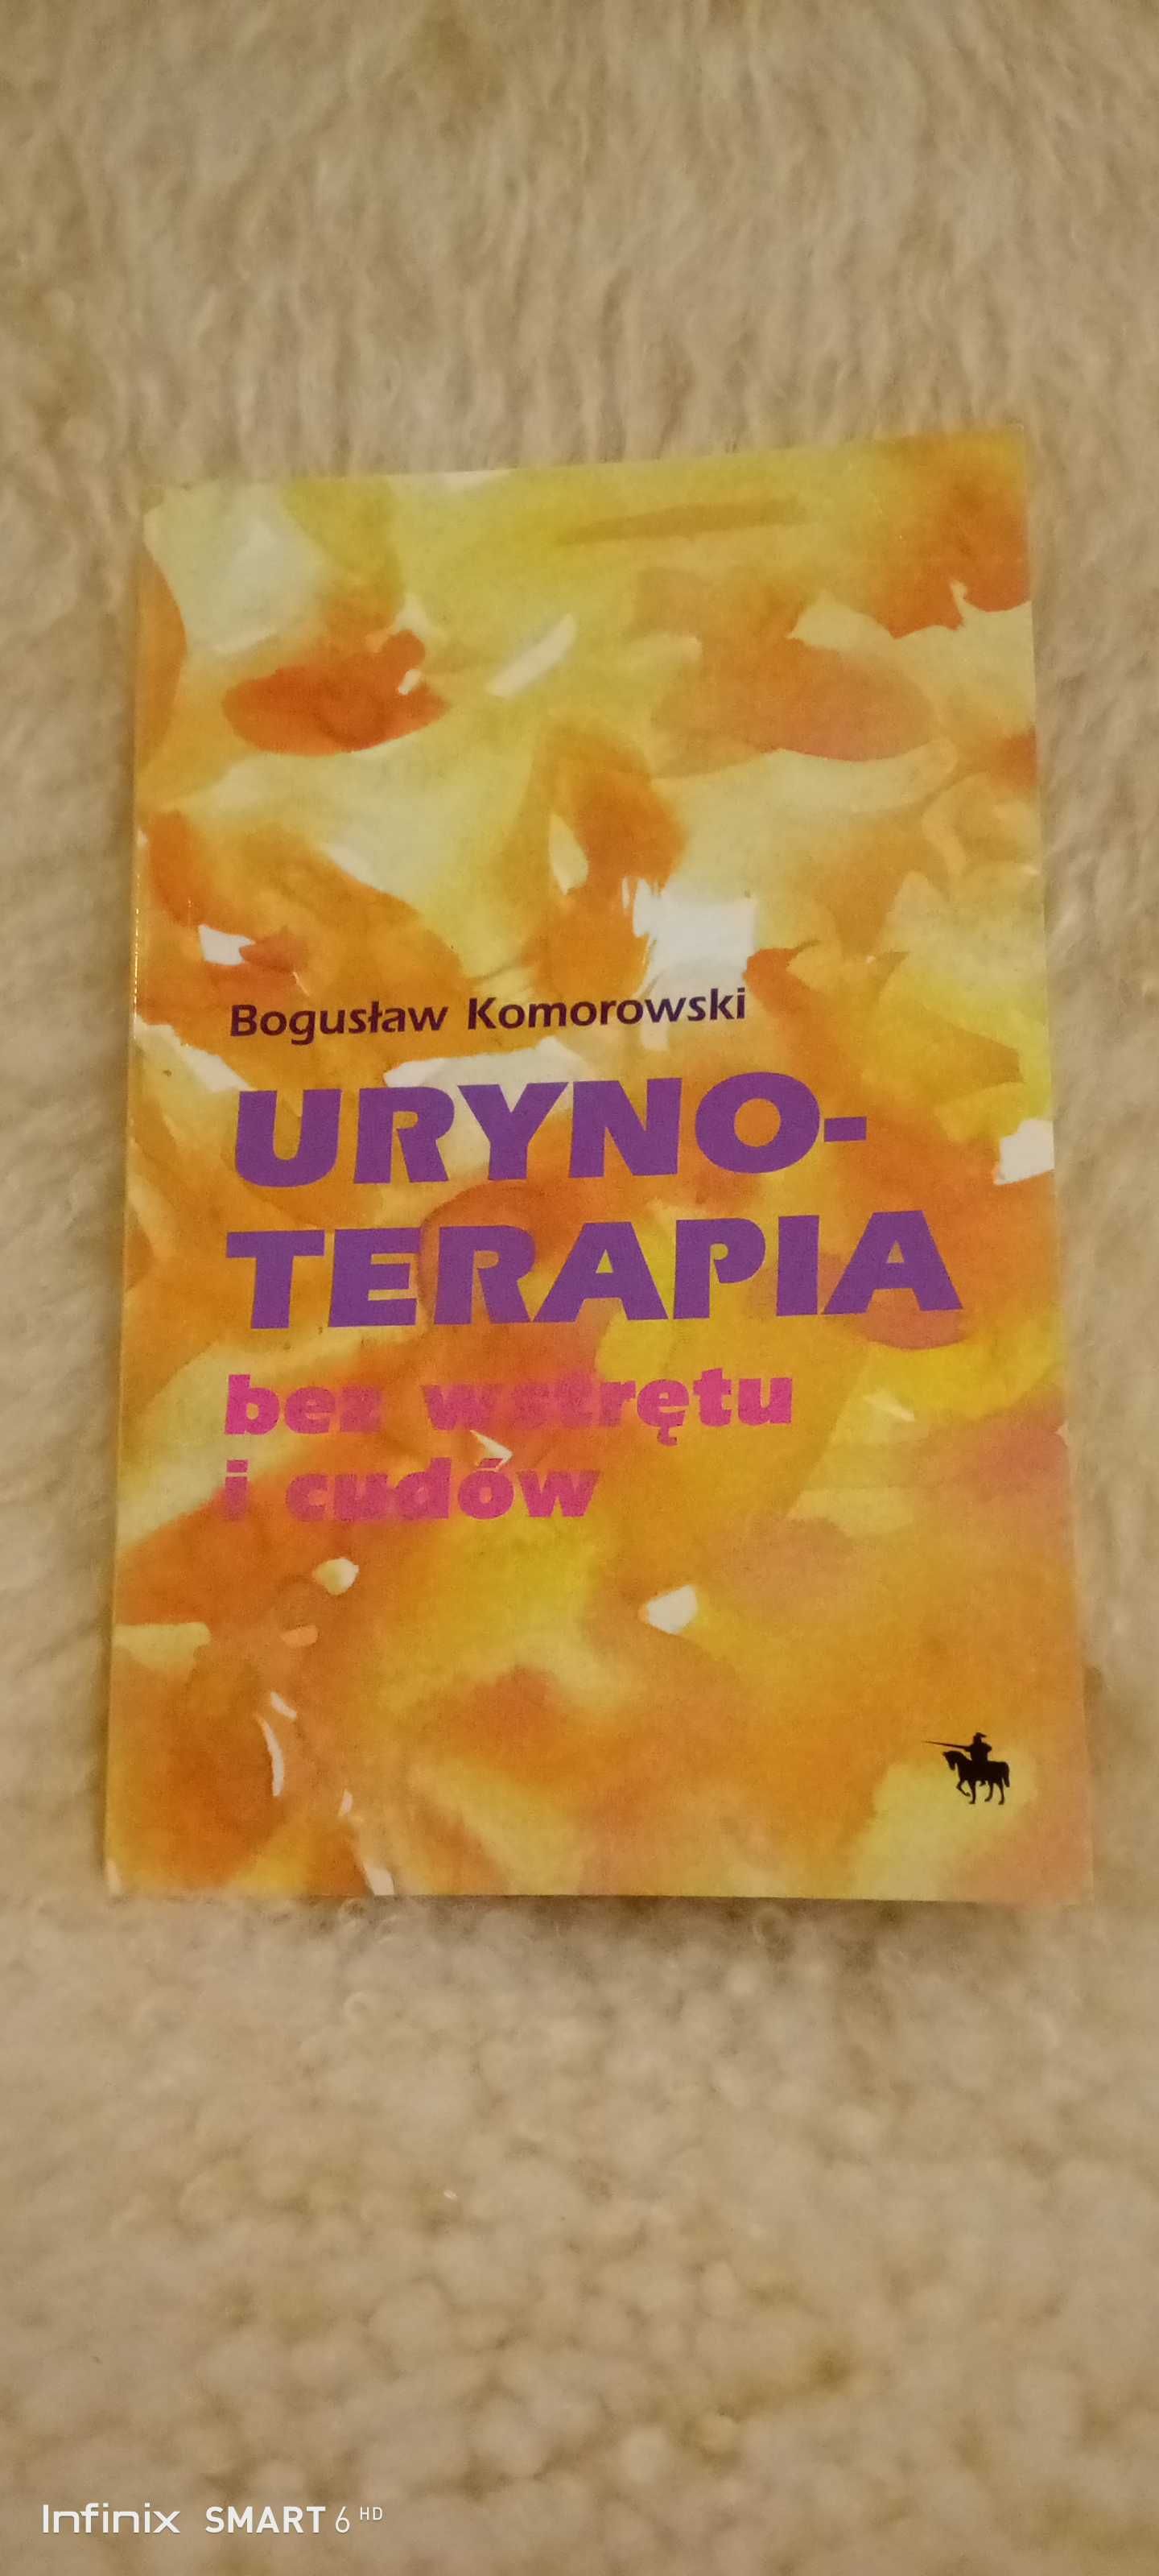 Bogusław Komorowski
URYNO-
TERAPIA
bez wstrętu
i cudów
Infinix SMART 6 HD